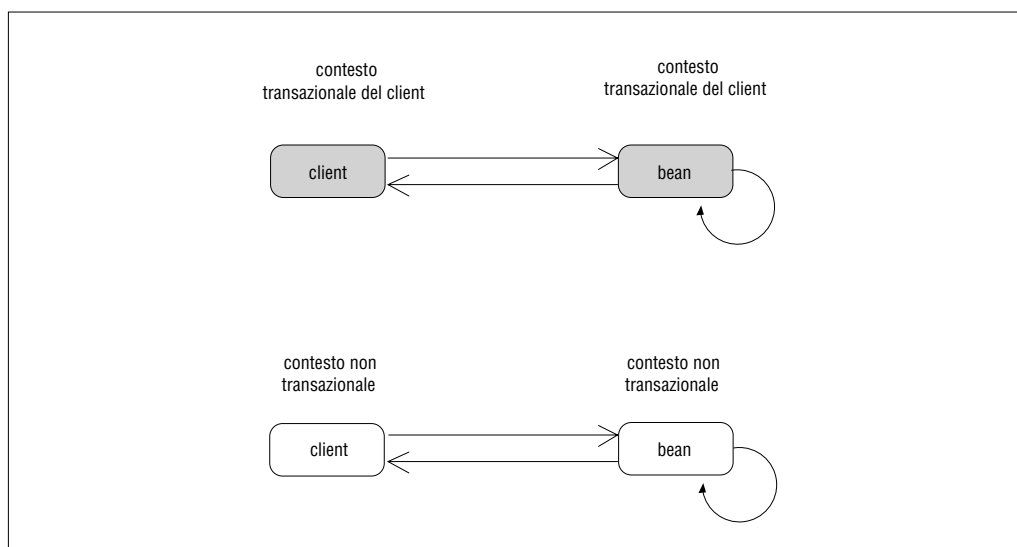 contesto
transazionale del client
contesto
transazionale del client
client
bean
contesto non
transazionale
contesto non
transazionale
client
bean